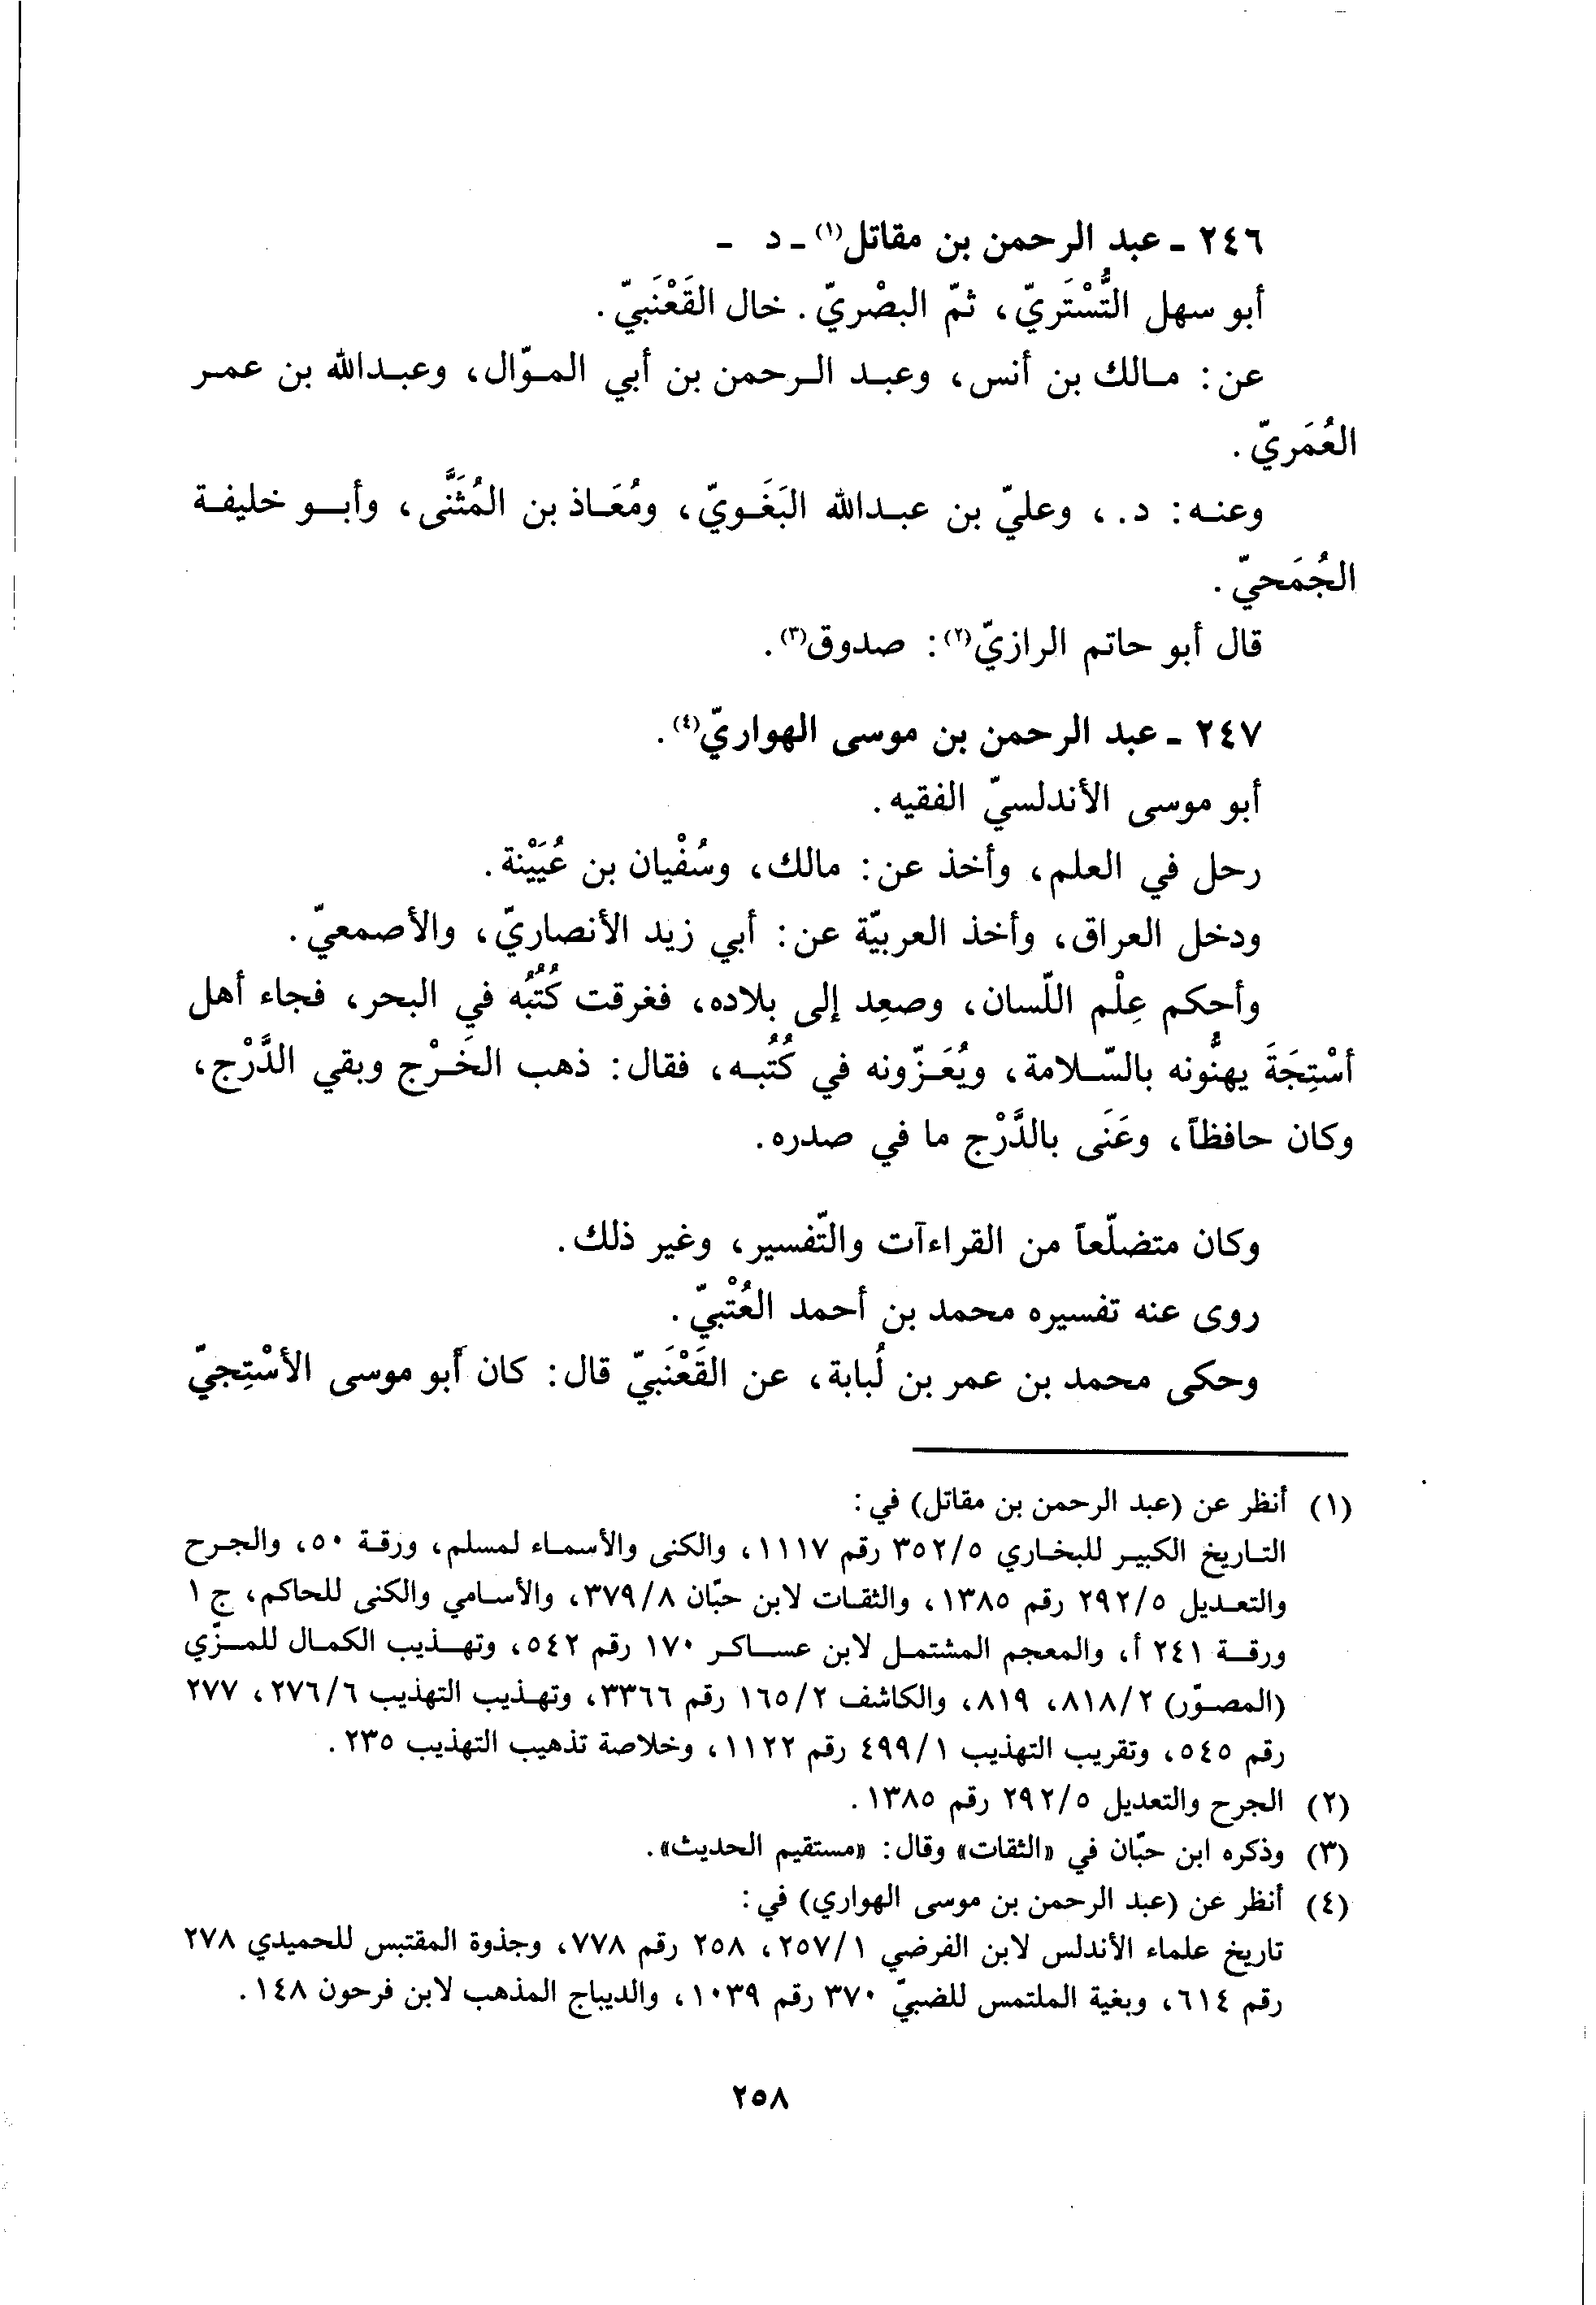 ٢٤٦ ـ عبد الرحمن بن مقاتل(١) ـ د ـ
أبو سهل التُّسْتَريّ، ثمّ البصْريّ. خال القَعْنَبيّ.
عن: مالك بن أنس، وعبد الرحمن بن أبي الموّال، وعبدالله بن عمر
العُمَريّ.
وعنه: د.، وعليّ بن عبدالله البَغَويّ، ومُعَاذ بن المُثَنَّى، وأبو خليفة
الجُمَحيّ.
قال أبو حاتم الرازيّ(٢): صدوق(٣).
٢٤٧ ـ عبد الرحمن بن موسى الهواريّ(٤).
أبو موسى الأندلسيّ الفقيه.
رحل في العلم، وأخذ عن: مالك، وسُفْيان بن عُيَيْنة.
ودخل العراق، وأخذ العربيّة عن: أبي زيد الأنصاريّ، والأصمعيّ.
وأحكم عِلْم اللّسان، وصعِد إلى بلاده، فغرقت كُتُبُه في البحر، فجاء أهل
أسْتِجَةَ يهنُّونه بالسّلامة، ويُعَزّونه في كُتُبه، فقال: ذهب الخَرْج وبقي الدَّرْج،
وكان حافظاً، وعَنَى بالدَّرْج ما في صدره.
وكان متضلّعاً من القراءآت والتّفسير، وغير ذلك.
روى عنه تفسيره محمد بن أحمد العُتْبيّ.
وحكى محمد بن عمر بن لُبابة، عن القَعْنَبيّ قال: كان أبو موسى الأسْتِجيّ
(١) أنظر عن (عبد الرحمن بن مقاتل) في:
التاريخ الكبير للبخاري ٣٥٢/٥ رقم ١١١٧، والكنى والأسماء لمسلم، ورقة ٥٠، والجرح
والتعديل ٢٩٢/٥ رقم ١٣٨٥، والثقات لابن حبّان ٣٧٩/٨، والأسامي والكنى للحاكم، ج ١
ورقة ٢٤١ أ، والمعجم المشتمل لابن عساكر ١٧٠ رقم ٥٤٢، وتهذيب الكمال للمزّي
(المصوّر) ٨١٨/٢، ٨١٩، والكاشف ١٦٥/٢ رقم ٣٣٦٦، وتهذيب التهذيب ٢٧٦/٦، ٢٧٧
رقم ٥٤٥، وتقريب التهذيب ٤٩٩/١ رقم ١١٢٢، وخلاصة تذهيب التهذيب ٢٣٥.
(٢) الجرح والتعديل ٢٩٢/٥ رقم ١٣٨٥.
(٣) وذكره ابن حبّان في «الثقات» وقال: «مستقيم الحديث».
(٤) أنظر عن (عبد الرحمن بن موسى الهواري) في:
تاريخ علماء الأندلس لابن الفرضي ٢٥٧/١، ٢٥٨ رقم ٧٧٨، وجذوة المقتبس للحميدي ٢٧٨
رقم ٦١٤، وبغية الملتمس للضبيّ ٣٧٠ رقم ١٠٣٩، والديباج المذهب لابن فرحون ١٤٨.
٢٥٨